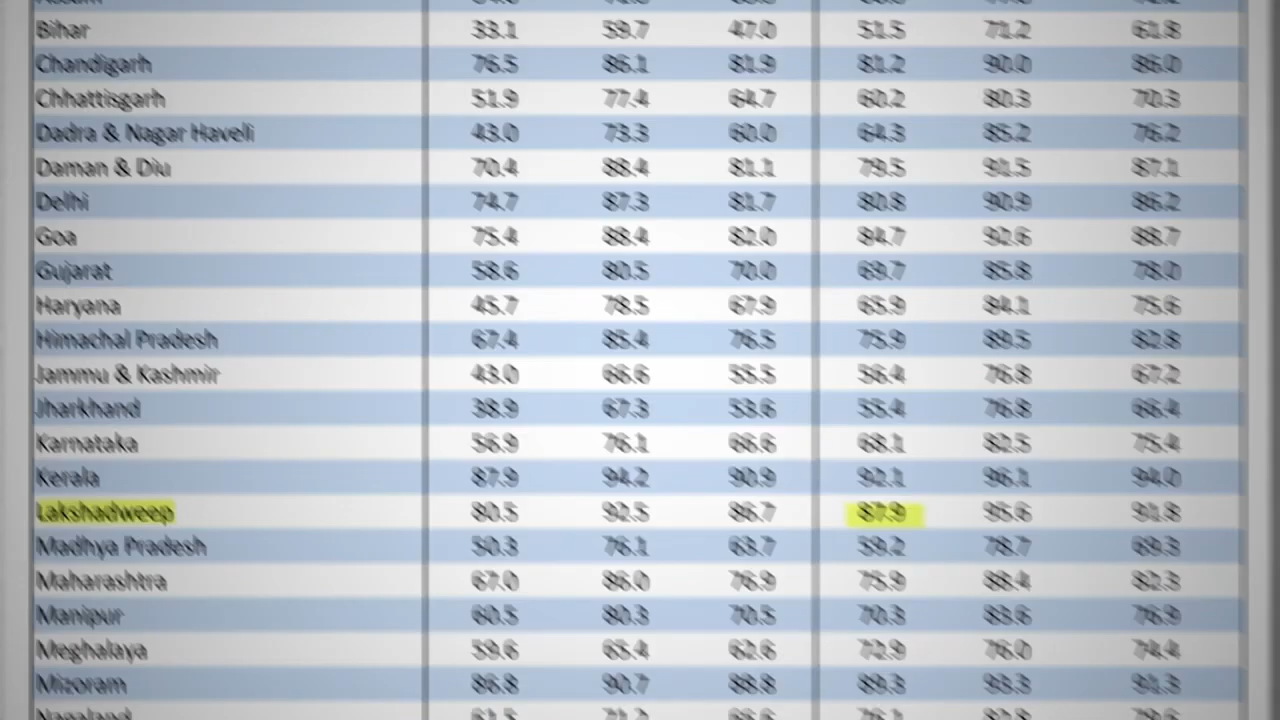 Bihar 33.1 59.7 47.0 51.5 71.2 61.8
Chandigarh 76.5 86.1 81.9 81.2 90.0 86.0
Chhattisgarh 51.9 77.4 64.7 60.2 80.3 70.3
Dadra & Nagar Haveli 43.0 73.3 60.0 64.3 85.2 76.2
Daman & Diu 70.4 88.4 81.1 79.5 91.5 87.1
Delhi 74.7 87.3 81.7 80.8 90.9 86.2
Goa 75.4 88.4 82.0 84.7 92.6 88.7
Gujarat 58.6 80.5 70.0 69.7 85.8 78.0
Haryana 45.7 78.5 67.9 65.9 84.1 75.6
Himachal Pradesh 67.4 85.4 76.5 75.9 89.5 82.8
Jammu & Kashmir 43.0 66.6 55.5 56.4 76.8 67.2
Jharkhand 38.9 67.3 53.6 55.4 76.8 66.4
Karnataka 56.9 76.1 66.6 68.1 82.5 75.4
Kerala 87.9 94.2 90.9 92.1 96.1 94.0
Lakshadweep 80.5 92.5 86.7 87.9 95.6 91.8
Madhya Pradesh 50.3 76.1 63.7 59.2 78.7 69.3
Maharashtra 67.0 86.0 76.9 75.9 88.4 82.3
Manipur 60.5 80.3 70.5 70.3 83.6 76.9
Meghalaya 59.6 65.4 62.6 72.9 76.0 74.4
Mizoram 86.8 90.7 88.8 89.3 93.3 91.3
Nagaland